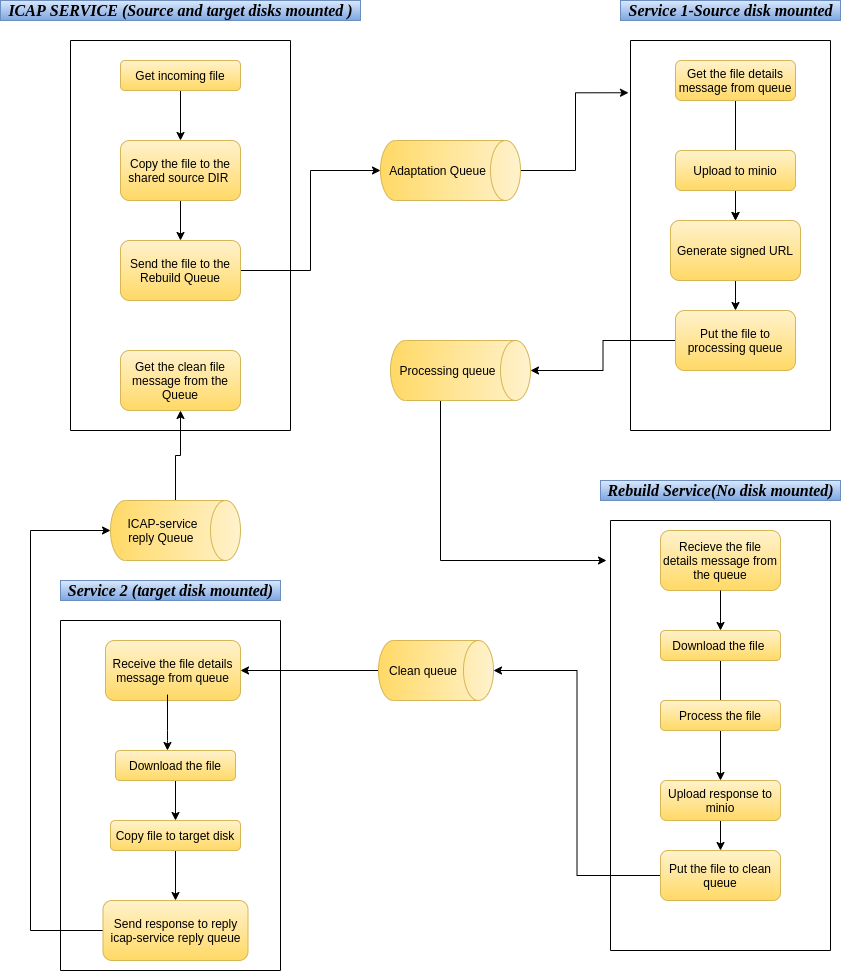 ICAP SERVICE (Source and target disks mounted )
Get incoming file
Copy the file to the
shared source DIR
Send the file to the
Rebuild Queue
Get the clean file
message from the
Queue
Adaptation Queue
Service 1-Source disk mounted
Get the file details
message from queue
Upload to minio
Generate signed URL
Put the file to
processing queue
Processing queue
Rebuild Service(No disk mounted)
Recieve the file
details message from
the queue
Download the file
Process the file
Upload response to
minio
Put the file to clean
queue
Clean queue
ICAP-service
reply Queue
Service 2 (target disk mounted)
Receive the file details
message from queue
Download the file
Copy file to target disk
Send response to reply
icap-service reply queue